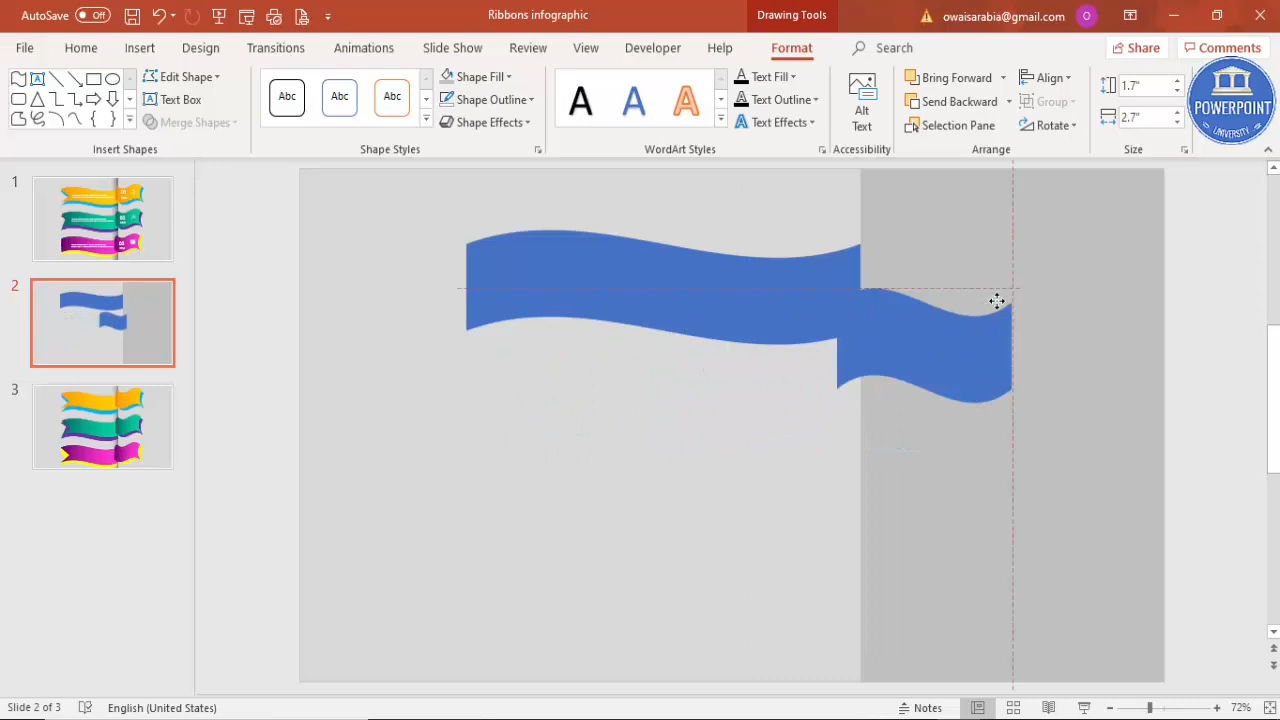 AutoSave Off Ribbons infographic Drawing Tools owaisarabia@gmail.com O
File Home Insert Design Transitions Animations Slide Show Review View Developer Help Format Search Share Comments
Edit Shape Abc Abc Abc Shape Fill A A A Text Fill Bring Forward Align 1.7"
Text Box Shape Outline Text Outline Alt Text Send Backward Group 2.7" POWERPOINT UNIVERSITY
Merge Shapes Shape Effects Text Effects Selection Pane Rotate
Insert Shapes Shape Styles WordArt Styles Accessibility Arrange Size
1
2
3
Slide 2 of 3 English (United States) Notes 72%